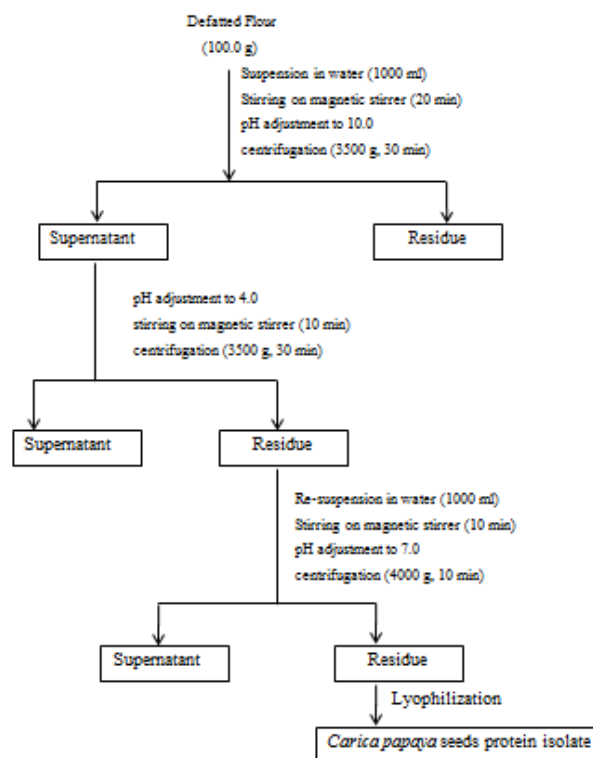 Defatted Flour
(100.0 g)
Suspension in water (1000 ml)
Stirring on magnetic stirrer (20 min)
pH adjustment to 10.0
centrifugation (3500 g, 30 min)
Supernatant
Residue
pH adjustment to 4.0
stirring on magnetic stirrer (10 min)
centrifugation (3500 g, 30 min)
Supernatant
Residue
Re-suspension in water (1000 ml)
Stirring on magnetic stirrer (10 min)
pH adjustment to 7.0
centrifugation (4000 g, 10 min)
Supernatant
Residue
Lyophilization
Carica papaya seeds protein isolate